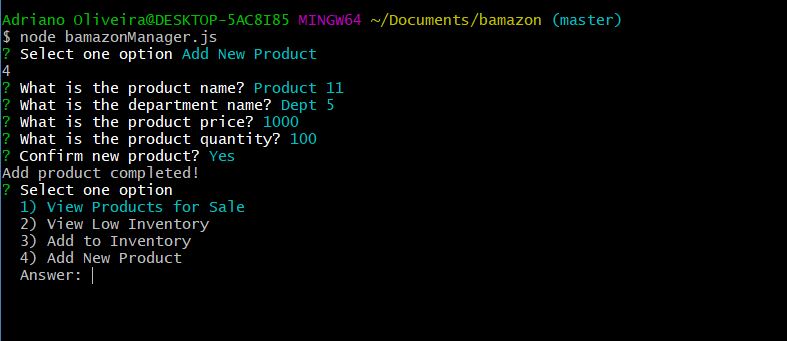 Adriano Oliveira@DESKTOP-5AC8I85 MINGW64 ~/Documents/bamazon (master)
$ node bamazonManager.js
? Select one option Add New Product
4
? What is the product name? Product 11
? What is the department name? Dept 5
? What is the product price? 1000
? What is the product quantity? 100
? Confirm new product? Yes
Add product completed!
? Select one option
  1) View Products for Sale
  2) View Low Inventory
  3) Add to Inventory
  4) Add New Product
  Answer: